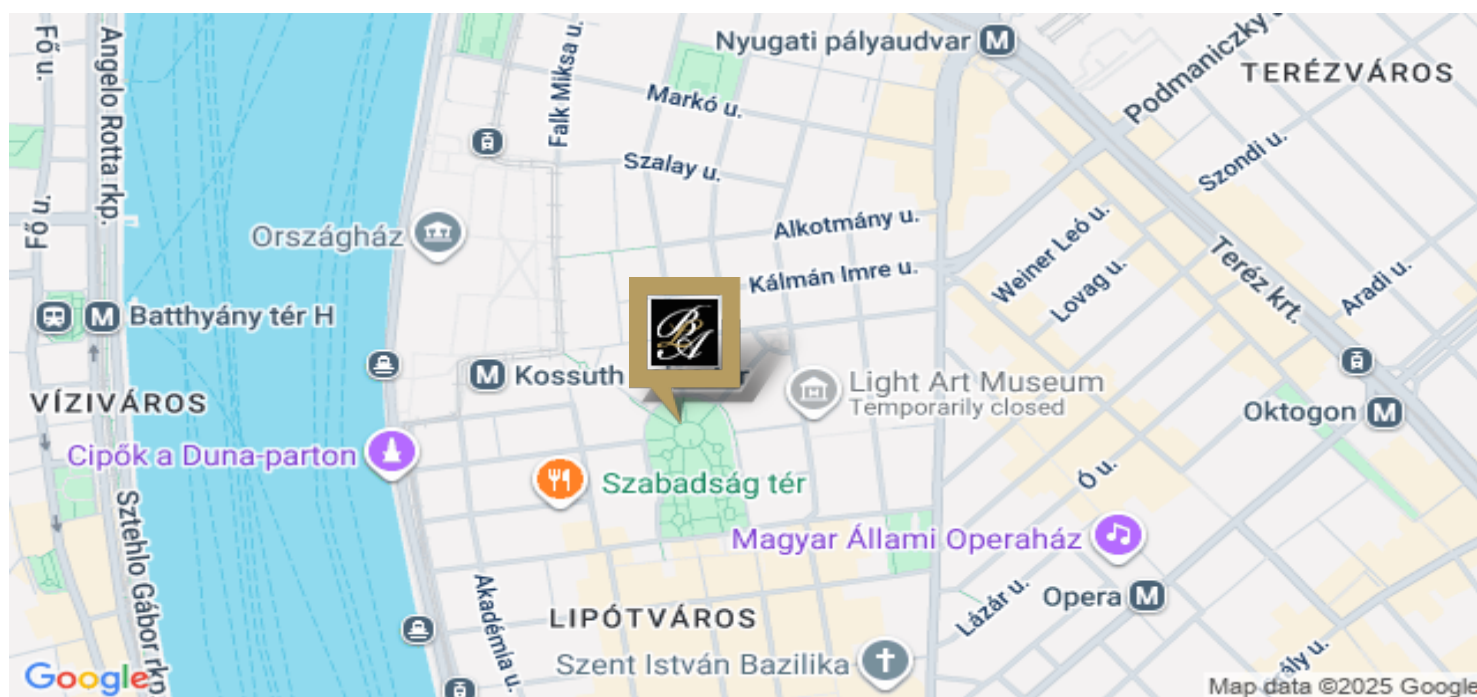 Fő u.
Angelo Rotta rkp.
Falk Miksa u.
Nyugati pályaudvar M
Podmaniczky
TERÉZVÁROS
Markó u.
Szalay u.
Szondi u.
Fő u.
Országház
Alkotmány u.
Weiner Leó u.
Teréz krt.
Kálmán Imre u.
Lovag u.
Aradi u.
M Batthyány tér H
BLA
M Kossuth
Light Art Museum
Temporarily closed
VÍZIVÁROS
Oktogon M
Cipők a Duna-parton
Szabadság tér
Ó u.
Sztehlo Gábor rkp.
Magyar Állami Operaház
Akadémia u.
Lázár u.
Opera M
LIPÓTVÁROS
Szent István Bazilika
Google
Map data ©2025 Google